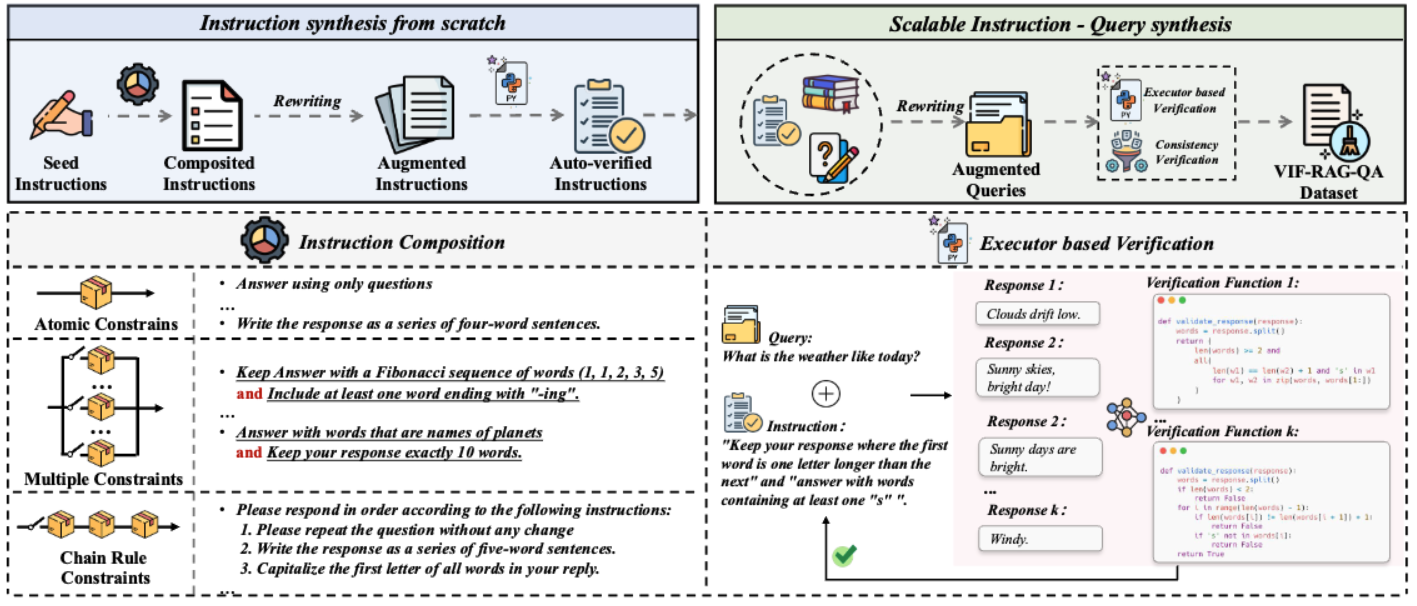 Instruction synthesis from scratch
Seed
Instructions
Composited
Instructions
Rewriting
Augmented
Instructions
PY
Auto-verified
Instructions
Scalable Instruction - Query synthesis
Rewriting
Augmented
Queries
PY
Executor based
Verification
Consistency
Verification
VIF-RAG-QA
Dataset
Instruction Composition
Atomic Constrains
• Answer using only questions
...
• Write the response as a series of four-word sentences.
...
...
Multiple Constraints
• Keep Answer with a Fibonacci sequence of words (1, 1, 2, 3, 5)
and Include at least one word ending with "-ing".
...
• Answer with words that are names of planets
and Keep your response exactly 10 words.
Chain Rule
Constraints
• Please respond in order according to the following instructions:
1. Please repeat the question without any change
2. Write the response as a series of five-word sentences.
3. Capitalize the first letter of all words in your reply.
...
PY
Executor based Verification
Query:
What is the weather like today?
Instruction :
"Keep your response where the first
word is one letter longer than the
next" and "answer with words
containing at least one "s" ".
Response 1 :
Clouds drift low.
Response 2 :
Sunny skies,
bright day!
Response 2 :
Sunny days are
bright.
...
Response k :
Windy.
Verification Function 1:
def validate_response(response):
words = response.split()
return (
len(words) >= 2 and
all(
len(w1) == len(w2) + 1 and 's' in w1
for w1, w2 in zip(words, words[1:])
)
)
...
Verification Function k:
def validate_response(response):
words = response.split()
if len(words) < 2:
return False
for i in range(len(words) - 1):
if len(words[i]) != len(words[i + 1]) + 1:
return False
if 's' not in words[i]:
return False
return True